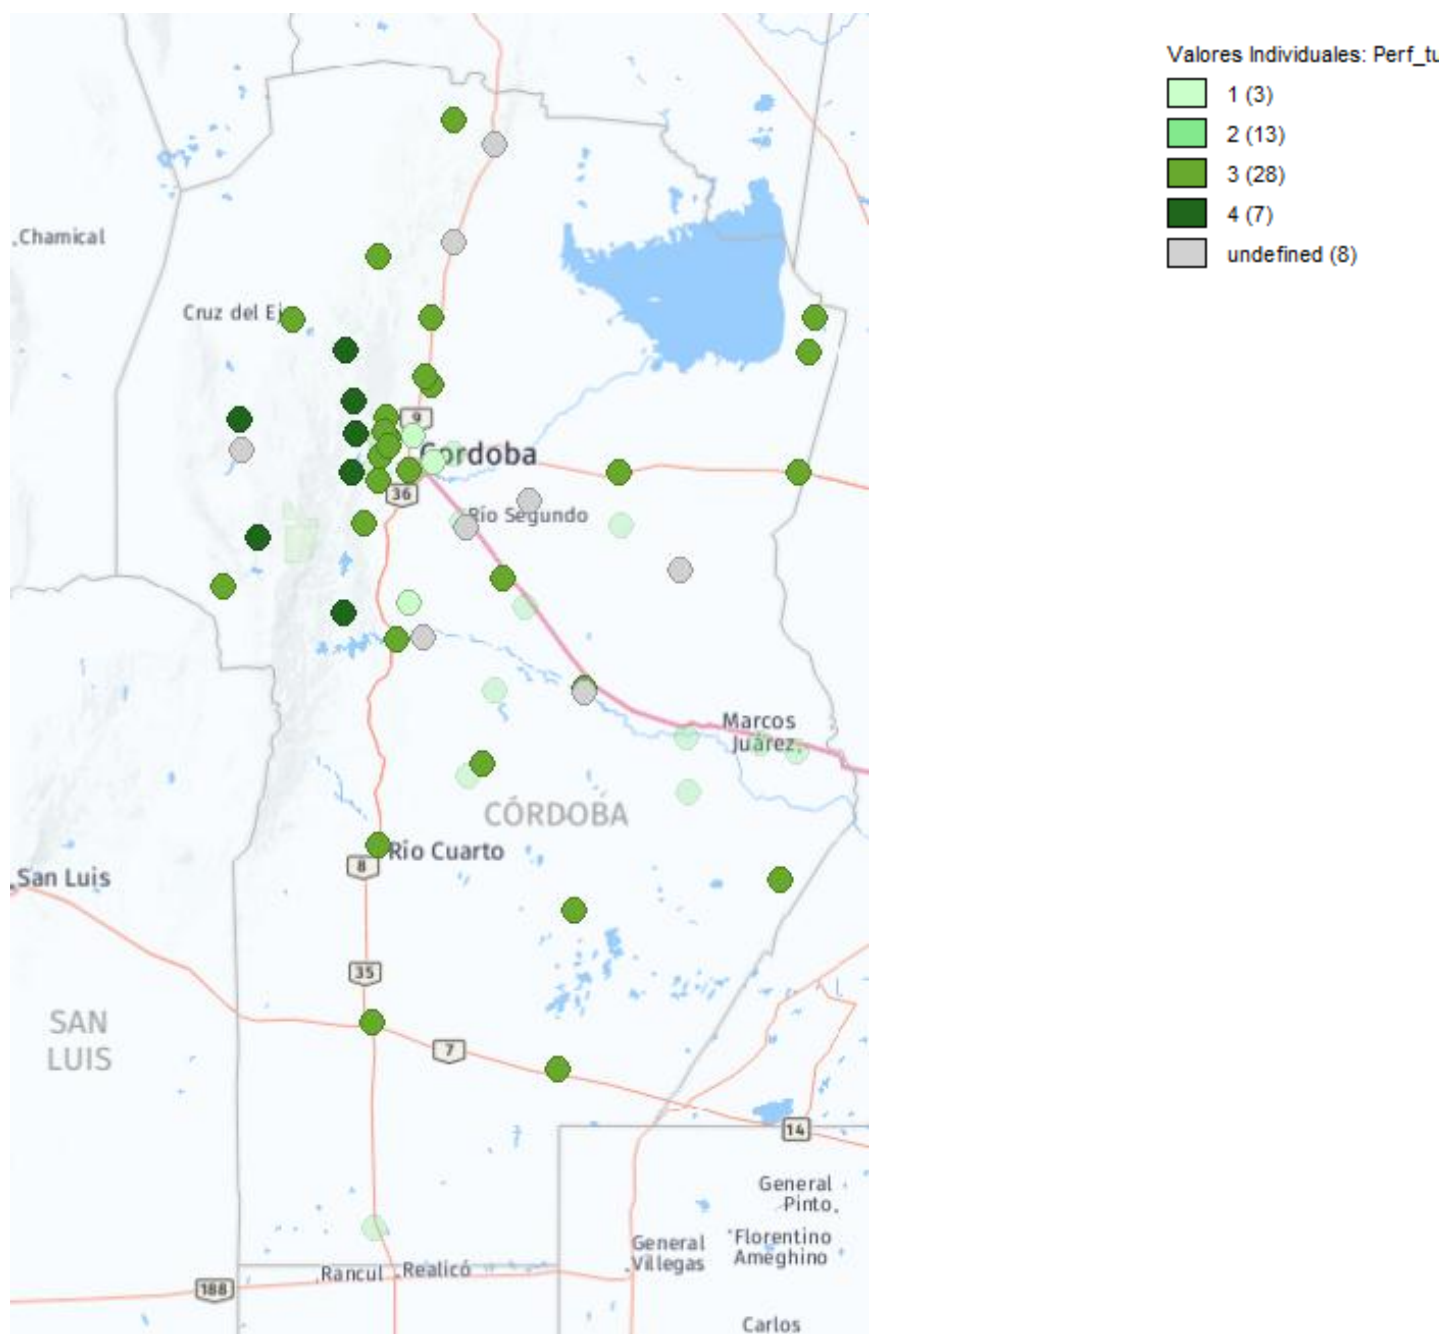 Valores Individuales: Perf_tu
1 (3)
2 (13)
3 (28)
4 (7)
undefined (8)
Chamical
Cruz del Ej
9
Cordoba
36
Río Segundo
Marcos
Juárez
CÓRDOBA
Río Cuarto
8
San Luis
35
SAN
LUIS
7
14
General
Pinto
General
Villegas
Florentino
Ameghino
Rancul
Realicó
188
Carlos